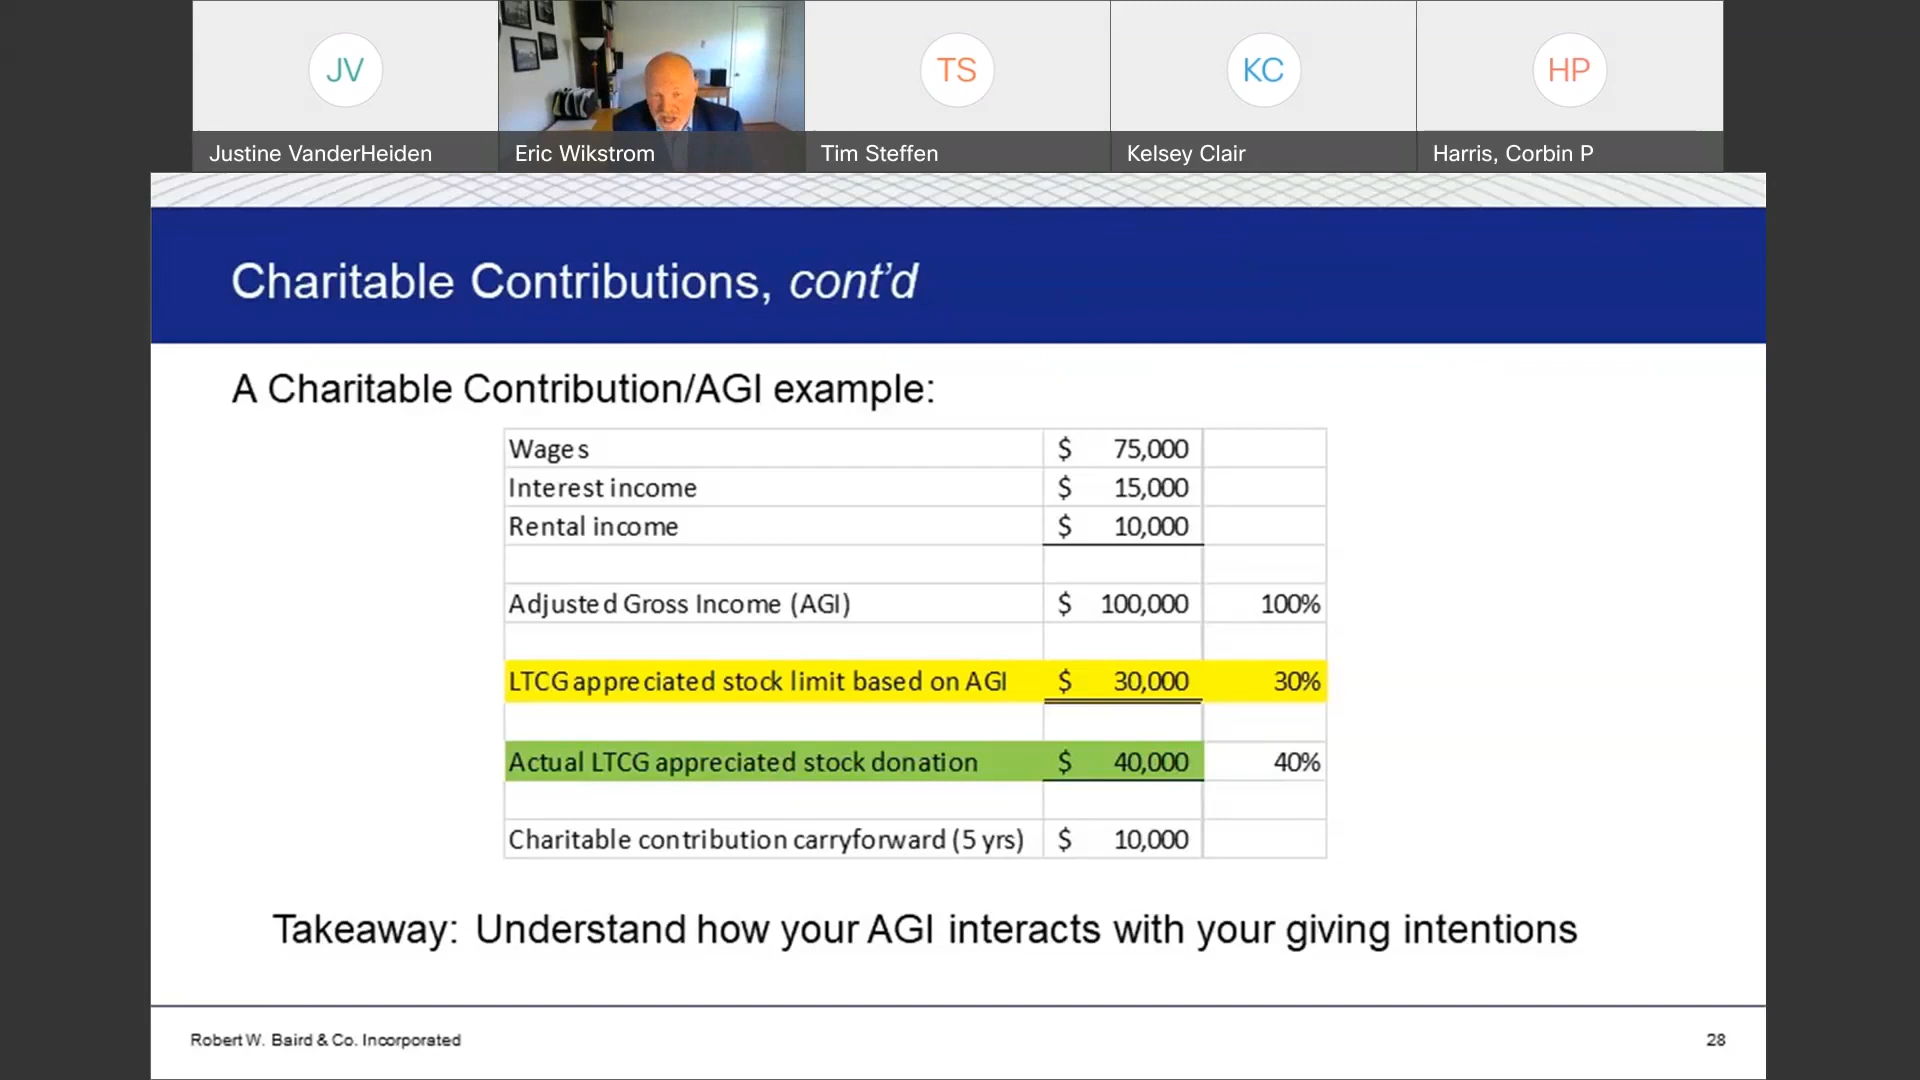 JV
TS
KC
HP
Justine VanderHeiden
Eric Wikstrom
Tim Steffen
Kelsey Clair
Harris, Corbin P
Charitable Contributions, cont’d
A Charitable Contribution/AGI example:
Wages $ 75,000
Interest income $ 15,000
Rental income $ 10,000
Adjusted Gross Income (AGI) $ 100,000 100%
LTCG appreciated stock limit based on AGI $ 30,000 30%
Actual LTCG appreciated stock donation $ 40,000 40%
Charitable contribution carryforward (5 yrs) $ 10,000
Takeaway: Understand how your AGI interacts with your giving intentions
Robert W. Baird & Co. Incorporated
28